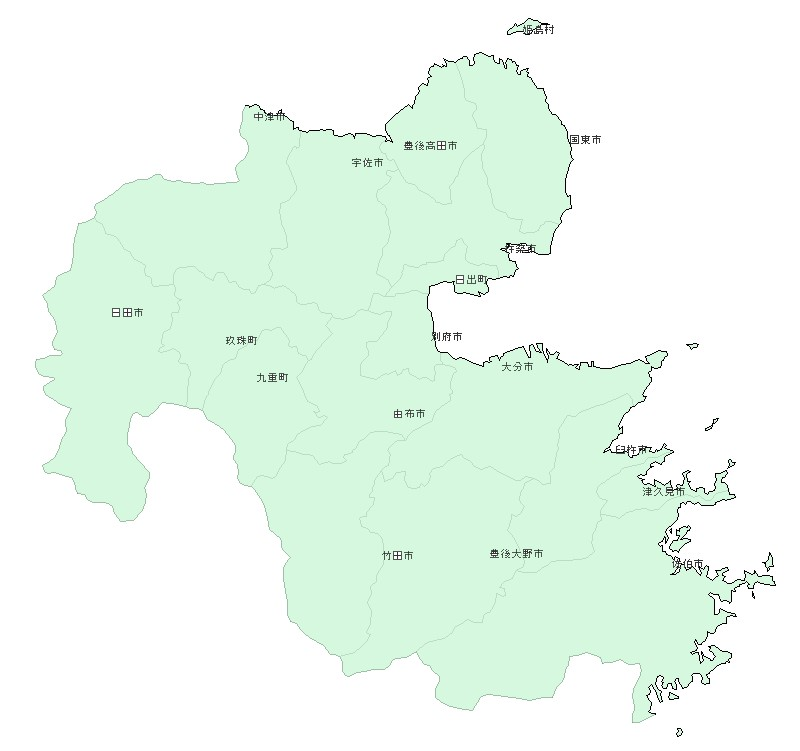 姫島村
中津市
国東市
豊後高田市
宇佐市
杵築市
日出町
日田市
別府市
玖珠町
大分市
九重町
由布市
臼杵市
津久見市
竹田市
豊後大野市
佐伯市